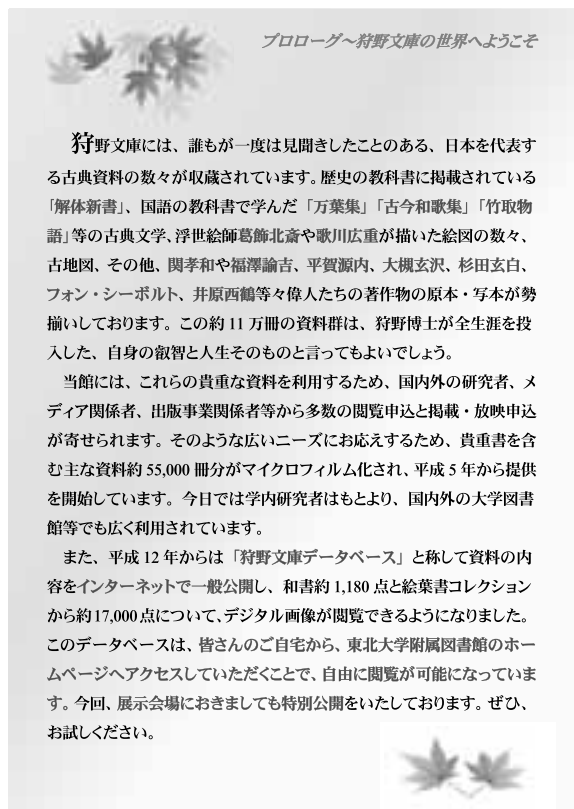 プロローグ～狩野文庫の世界へようこそ
狩野文庫には、誰もが一度は見聞きしたことのある、日本を代表す
る古典資料の数々が収蔵されています。歴史の教科書に掲載されている
「解体新書」、国語の教科書で学んだ「万葉集」「古今和歌集」「竹取物
語」等の古典文学、浮世絵師葛飾北斎や歌川広重が描いた絵図の数々、
古地図、その他、関孝和や福澤諭吉、平賀源内、大槻玄沢、杉田玄白、
フォン・シーボルト、井原西鶴等々偉人たちの著作物の原本・写本が勢
揃いしております。この約 11 万冊の資料群は、狩野博士が全生涯を投
入した、自身の叡智と人生そのものと言ってもよいでしょう。
当館には、これらの貴重な資料を利用するため、国内外の研究者、メ
ディア関係者、出版事業関係者等から多数の閲覧申込と掲載・放映申込
が寄せられます。そのような広いニーズにお応えするため、貴重書を含
む主な資料約 55,000 冊分がマイクロフィルム化され、平成 5 年から提供
を開始しています。今日では学内研究者はもとより、国内外の大学図書
館等でも広く利用されています。
また、平成 12 年からは「狩野文庫データベース」と称して資料の内
容をインターネットで一般公開し、和書約 1,180 点と絵葉書コレクション
から約 17,000 点について、デジタル画像が閲覧できるようになりました。
このデータベースは、皆さんのご自宅から、東北大学附属図書館のホー
ムページへアクセスしていただくことで、自由に閲覧が可能になっていま
す。今回、展示会場におきましても特別公開をいたしております。ぜひ、
お試しください。